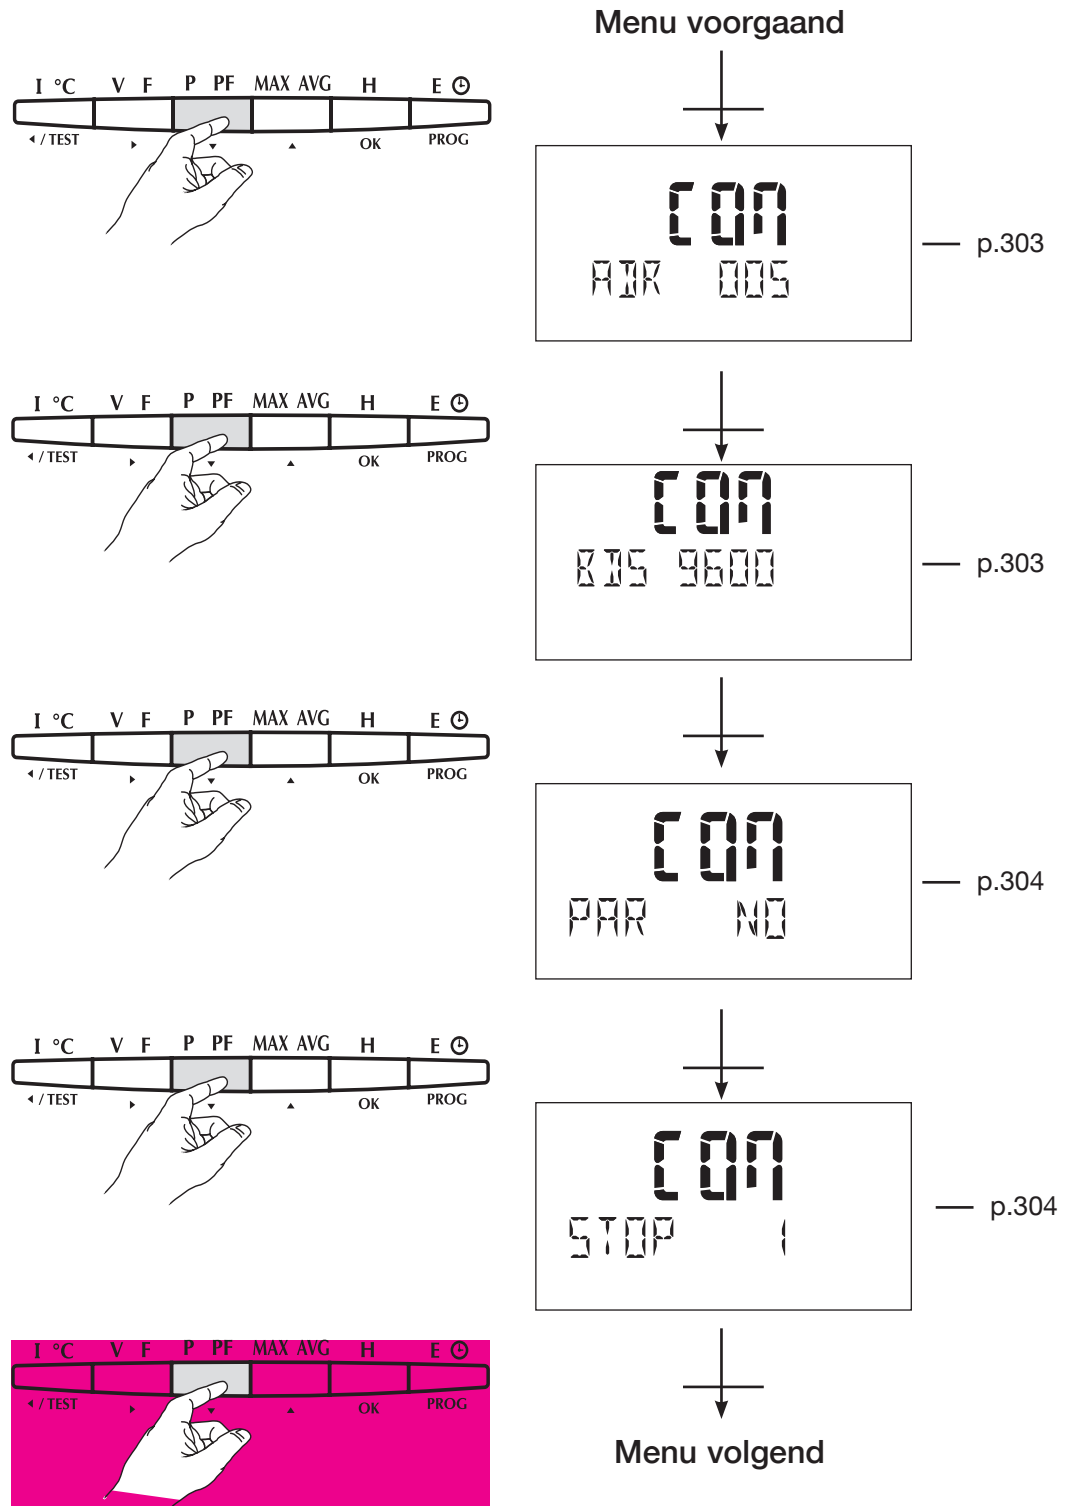 Menu voorgaand
I °C V F P PF MAX AVG H E
◂ / TEST ▸ ▾ ▴ OK PROG
COM
ADR 005
p.303
I °C V F P PF MAX AVG H E
◂ / TEST ▸ ▾ ▴ OK PROG
COM
BDS 9600
p.303
I °C V F P PF MAX AVG H E
◂ / TEST ▸ ▾ ▴ OK PROG
COM
PAR NO
p.304
I °C V F P PF MAX AVG H E
◂ / TEST ▸ ▾ ▴ OK PROG
COM
STOP 1
p.304
I °C V F P PF MAX AVG H E
◂ / TEST ▸ ▾ ▴ OK PROG
Menu volgend